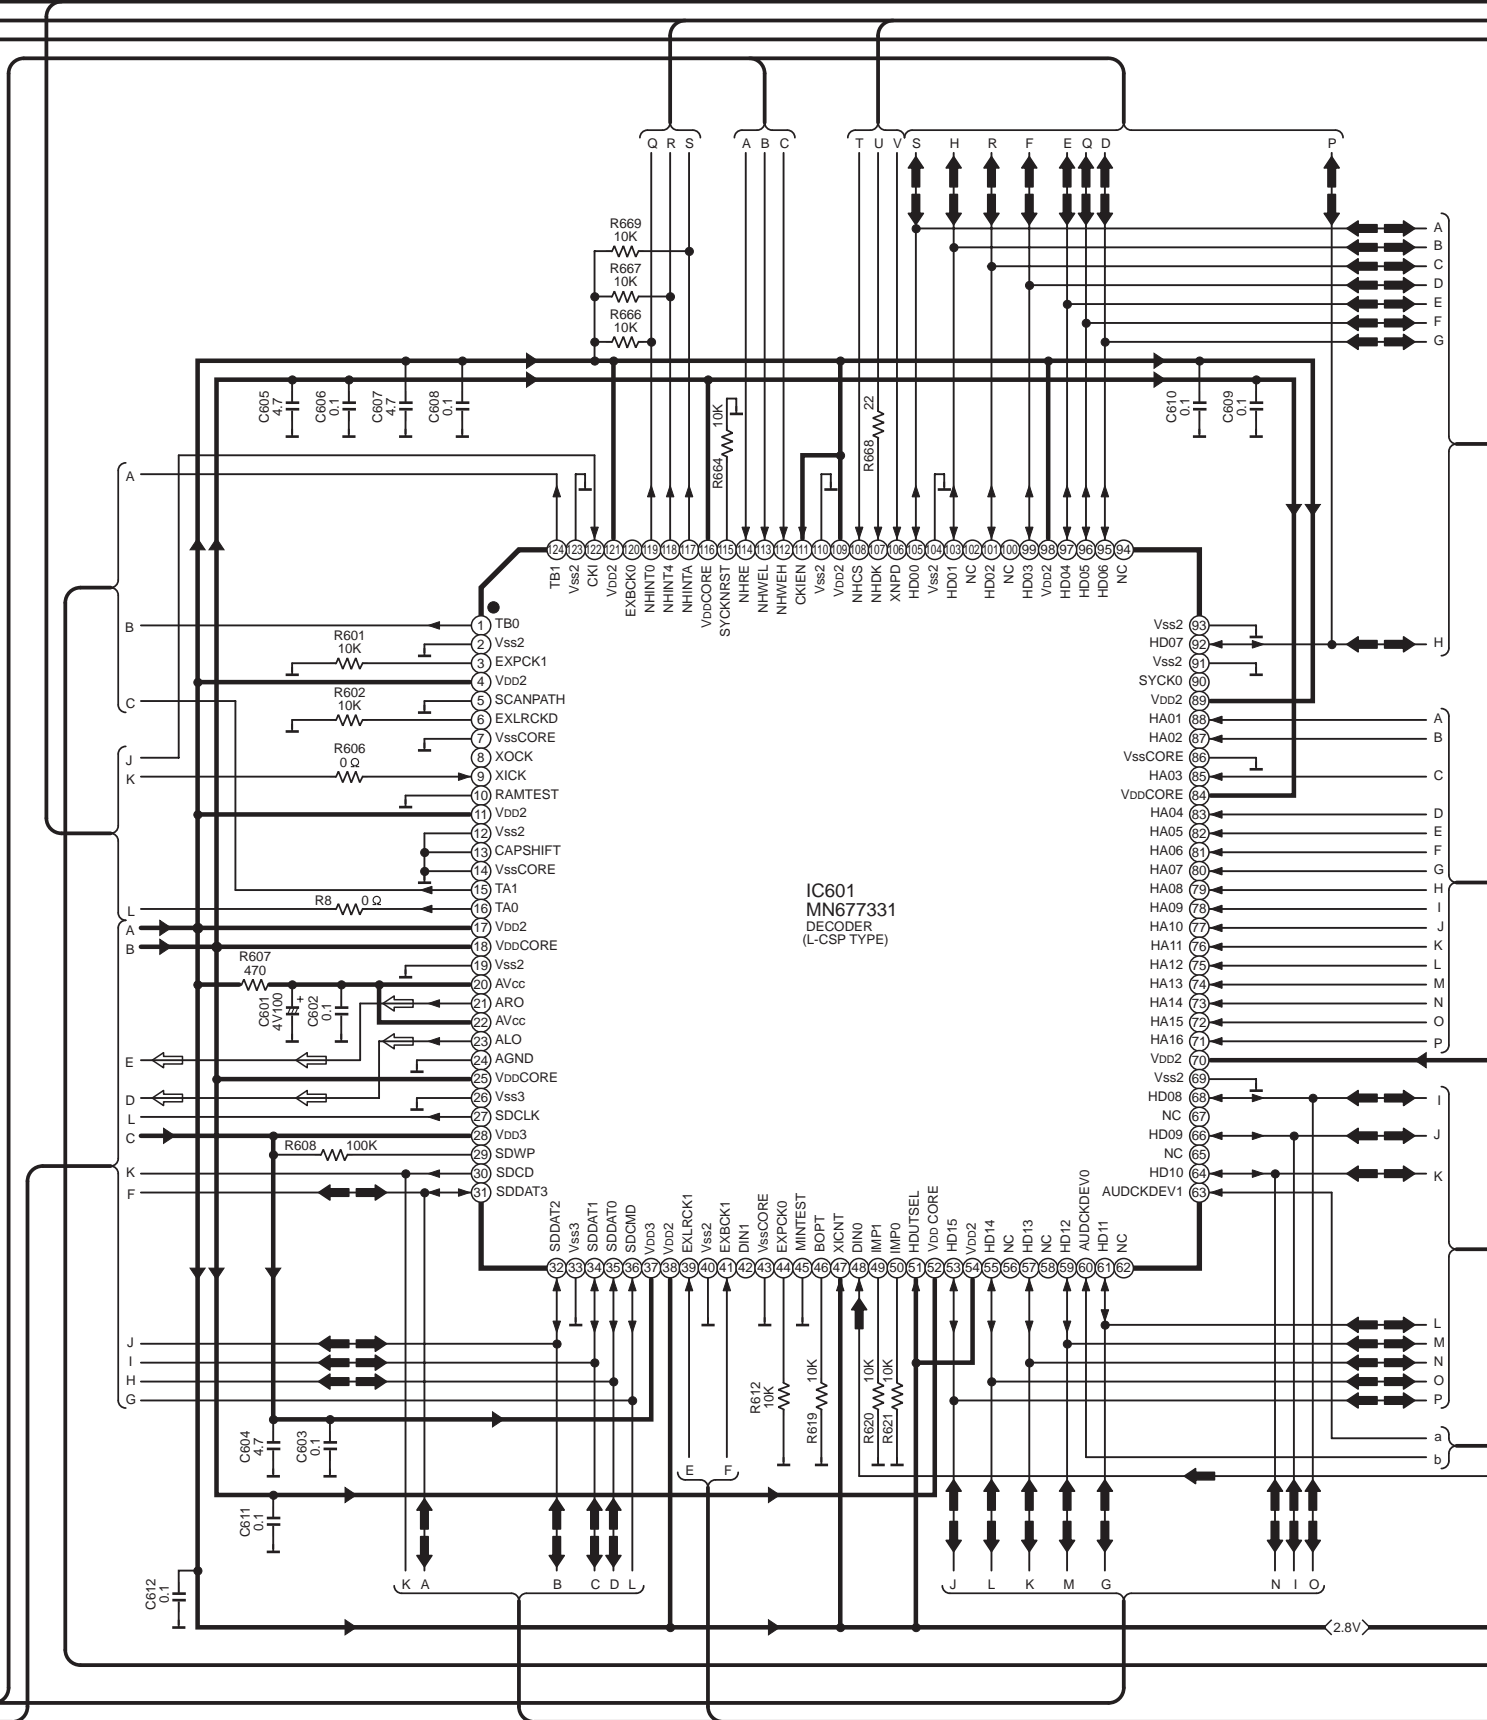 Q R S
A B C
T U V S H R F E Q D P
R669
10K
R667
10K
R666
10K
A
B
C
D
E
F
G
C605
4.7
C606
0.1
C607
4.7
C608
0.1
R664
10K
R668
22
C610
0.1
C609
0.1
A
B
C
J
K
L
A
B
E
D
L
C
K
F
J
I
H
G
124 123 122 121 120 119 118 117 116 115 114 113 112 111 110 109 108 107 106 105 104 103 102 101 100 99 98 97 96 95 94
TB1
Vss2
CKI
VDD2
EXBCK0
NHINT0
NHINT4
NHINTA
VDDCORE
SYCKNRST
NHRE
NHWEL
NHWEH
CKIEN
Vss2
VDD2
NHCS
NHDK
XNPD
HD00
Vss2
HD01
NC
HD02
NC
HD03
VDD2
HD04
HD05
HD06
NC
1 TB0
2 Vss2
R601
10K
3 EXPCK1
4 VDD2
5 SCANPATH
R602
10K
6 EXLRCKD
7 VssCORE
8 XOCK
R606
0 Ω
9 XICK
10 RAMTEST
11 VDD2
12 Vss2
13 CAPSHIFT
14 VssCORE
15 TA1
R8 0 Ω
16 TA0
17 VDD2
18 VDDCORE
19 Vss2
R607
470
20 AVcc
C601
4V100
+
C602
0.1
21 ARO
22 AVcc
23 ALO
24 AGND
25 VDDCORE
26 Vss3
27 SDCLK
28 VDD3
R608 100K
29 SDWP
30 SDCD
31 SDDAT3
IC601
MN677331
DECODER
(L-CSP TYPE)
Vss2 93
HD07 92 H
Vss2 91
SYCK0 90
VDD2 89
HA01 88 A
HA02 87 B
VssCORE 86
HA03 85 C
VDDCORE 84
HA04 83 D
HA05 82 E
HA06 81 F
HA07 80 G
HA08 79 H
HA09 78 I
HA10 77 J
HA11 76 K
HA12 75 L
HA13 74 M
HA14 73 N
HA15 72 O
HA16 71 P
VDD2 70
Vss2 69
HD08 68 I
NC 67
HD09 66 J
NC 65
HD10 64 K
AUDCKDEV1 63
SDDAT2
Vss3
SDDAT1
SDDAT0
SDCMD
VDD3
VDD2
EXLRCK1
Vss2
EXBCK1
DIN1
VssCORE
EXPCK0
MINTEST
BOPT
XICNT
DIN0
IMP1
IMP0
HDUTSEL
VDD CORE
HD15
VDD2
HD14
NC
HD13
NC
HD12
AUDCKDEV0
HD11
NC
32 33 34 35 36 37 38 39 40 41 42 43 44 45 46 47 48 49 50 51 52 53 54 55 56 57 58 59 60 61 62
L
M
N
O
P
a
b
R612
10K
R619
10K
R620
10K
R621
10K
C604
4.7
C603
0.1
E F
C611
0.1
C612
0.1
K A B C D L
J L K M G N I O
2.8V